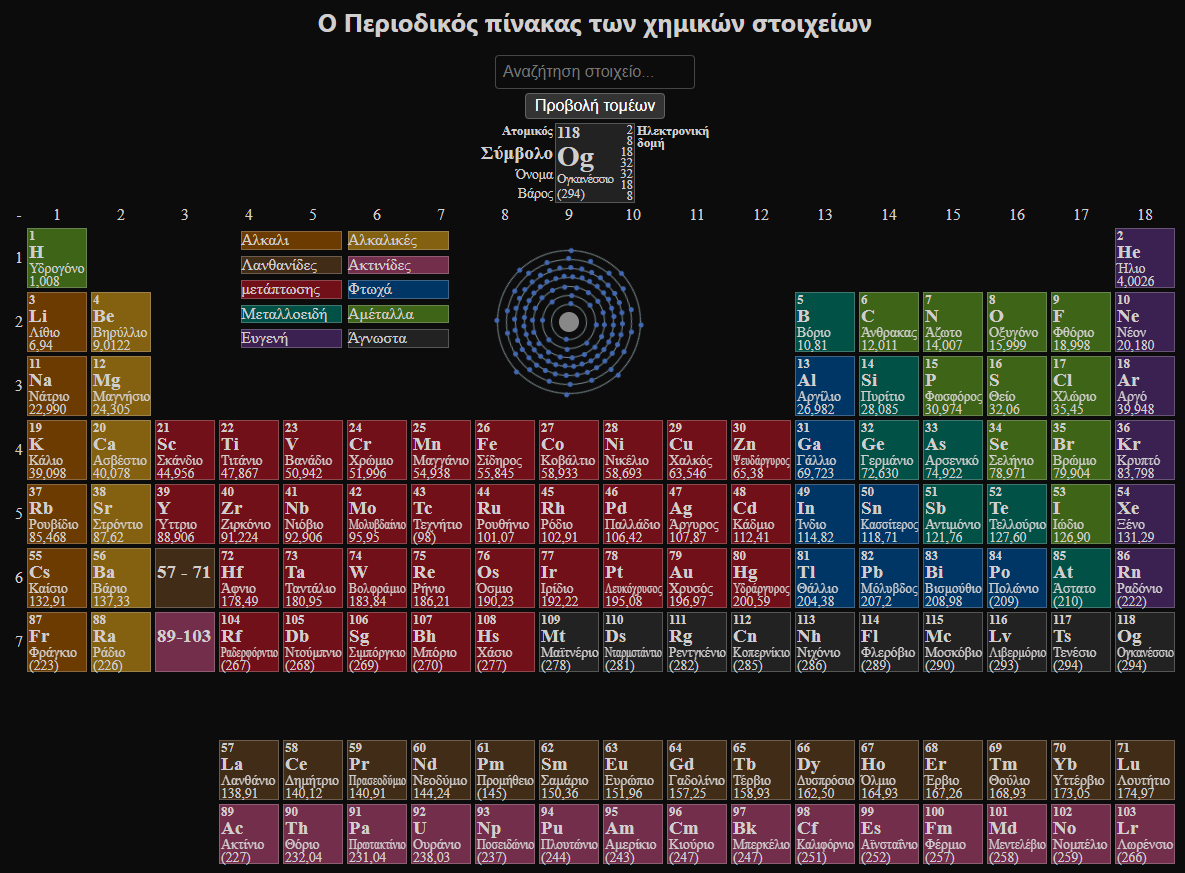 Ο Περιοδικός πίνακας των χημικών στοιχείων
Αναζήτηση στοιχείο...
Προβολή τομέων
Ατομικός 118 2 Ηλεκτρονική
8 δομή
Σύμβολο Og 18
32
Όνομα Ογκανέσσιο 32
18
Βάρος (294) 8
- 1 2 3 4 5 6 7 8 9 10 11 12 13 14 15 16 17 18
Αλκαλι Αλκαλικές
Λανθανίδες Ακτινίδες
μετάπτωσης Φτωχά
Μεταλλοειδή Αμέταλλα
Ευγενή Άγνωστα
1
1 2
H He
Υδρογόνο Ήλιο
1,008 4,0026
2
3 4 5 6 7 8 9 10
Li Be B C N O F Ne
Λίθιο Βηρύλλιο Βόριο Άνθρακας Άζωτο Οξυγόνο Φθόριο Νέον
6,94 9,0122 10,81 12,011 14,007 15,999 18,998 20,180
3
11 12 13 14 15 16 17 18
Na Mg Al Si P S Cl Ar
Νάτριο Μαγνήσιο Αργίλιο Πυρίτιο Φωσφόρος Θείο Χλώριο Αργό
22,990 24,305 26,982 28,085 30,974 32,06 35,45 39,948
4
19 20 21 22 23 24 25 26 27 28 29 30 31 32 33 34 35 36
K Ca Sc Ti V Cr Mn Fe Co Ni Cu Zn Ga Ge As Se Br Kr
Κάλιο Ασβέστιο Σκάνδιο Τιτάνιο Βανάδιο Χρώμιο Μαγγάνιο Σίδηρος Κοβάλτιο Νικέλιο Χαλκός Ψευδάργυρος Γάλλιο Γερμάνιο Αρσενικό Σελήνιο Βρώμιο Κρυπτό
39,098 40,078 44,956 47,867 50,942 51,996 54,938 55,845 58,933 58,693 63,546 65,38 69,723 72,630 74,922 78,971 79,904 83,798
5
37 38 39 40 41 42 43 44 45 46 47 48 49 50 51 52 53 54
Rb Sr Y Zr Nb Mo Tc Ru Rh Pd Ag Cd In Sn Sb Te I Xe
Ρουβίδιο Στρόντιο Ύττριο Ζιρκόνιο Νιόβιο Μολυβδαίνιο Τεχνήτιο Ρουθήνιο Ρόδιο Παλλάδιο Άργυρος Κάδμιο Ίνδιο Κασσίτερος Αντιμόνιο Τελλούριο Ιώδιο Ξένο
85,468 87,62 88,906 91,224 92,906 95,95 (98) 101,07 102,91 106,42 107,87 112,41 114,82 118,71 121,76 127,60 126,90 131,29
6
55 56 72 73 74 75 76 77 78 79 80 81 82 83 84 85 86
Cs Ba 57 - 71 Hf Ta W Re Os Ir Pt Au Hg Tl Pb Bi Po At Rn
Καίσιο Βάριο Άφνιο Ταντάλιο Βολφράμιο Ρήνιο Όσμιο Ιρίδιο Λευκόχρυσος Χρυσός Υδράργυρος Θάλλιο Μόλυβδος Βισμούθιο Πολώνιο Άστατο Ραδόνιο
132,91 137,33 178,49 180,95 183,84 186,21 190,23 192,22 195,08 196,97 200,59 204,38 207,2 208,98 (209) (210) (222)
7
87 88 104 105 106 107 108 109 110 111 112 113 114 115 116 117 118
Fr Ra 89-103 Rf Db Sg Bh Hs Mt Ds Rg Cn Nh Fl Mc Lv Ts Og
Φράγκιο Ράδιο Ραδερφόρντιο Ντούμπνιο Σιμπόργκιο Μπόριο Χάσιο Μαϊτνέριο Νταρμστάντιο Ρεντγκένιο Κοπερνίκιο Νιχόνιο Φλερόβιο Μοσκόβιο Λιβερμόριο Τενέσιο Ογκανέσσιο
(223) (226) (267) (268) (269) (270) (277) (278) (281) (282) (285) (286) (289) (290) (293) (294) (294)
57 58 59 60 61 62 63 64 65 66 67 68 69 70 71
La Ce Pr Nd Pm Sm Eu Gd Tb Dy Ho Er Tm Yb Lu
Λανθάνιο Δημήτριο Πρασεοδύμιο Νεοδύμιο Προμήθειο Σαμάριο Ευρώπιο Γαδολίνιο Τέρβιο Δυσπρόσιο Όλμιο Έρβιο Θούλιο Υττέρβιο Λουτήτιο
138,91 140,12 140,91 144,24 (145) 150,36 151,96 157,25 158,93 162,50 164,93 167,26 168,93 173,05 174,97
89 90 91 92 93 94 95 96 97 98 99 100 101 102 103
Ac Th Pa U Np Pu Am Cm Bk Cf Es Fm Md No Lr
Ακτίνιο Θόριο Πρωτακτίνιο Ουράνιο Ποσειδώνιο Πλουτώνιο Αμερίκιο Κιούριο Μπερκέλιο Καλιφόρνιο Αϊνσταΐνιο Φέρμιο Μεντελέβιο Νομπέλιο Λωρένσιο
(227) 232,04 231,04 238,03 (237) (244) (243) (247) (247) (251) (252) (257) (258) (259) (266)